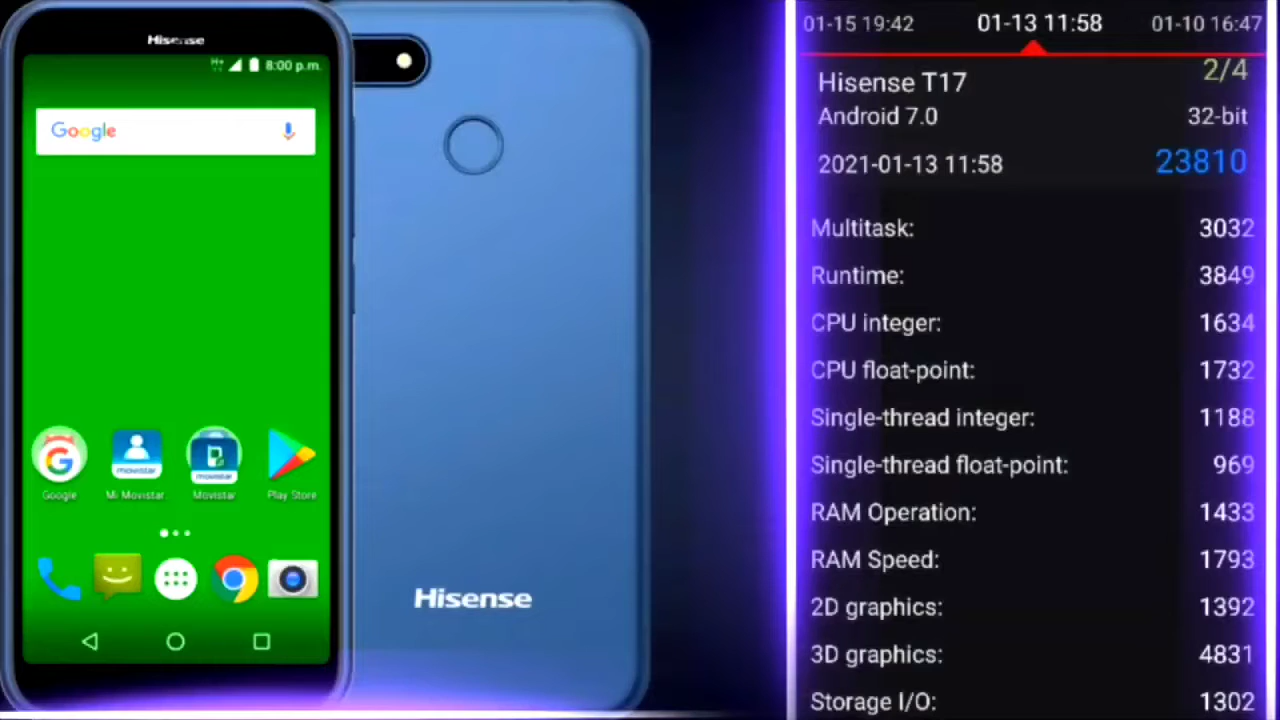 Hisense
H+ 8:00 p.m.
Google
Google Mi Movistar Movistar Play Store
movistar movistar
Hisense
01-15 19:42 01-13 11:58 01-10 16:47
2/4
Hisense T17
Android 7.0 32-bit
2021-01-13 11:58 23810
Multitask: 3032
Runtime: 3849
CPU integer: 1634
CPU float-point: 1732
Single-thread integer: 1188
Single-thread float-point: 969
RAM Operation: 1433
RAM Speed: 1793
2D graphics: 1392
3D graphics: 4831
Storage I/O: 1302